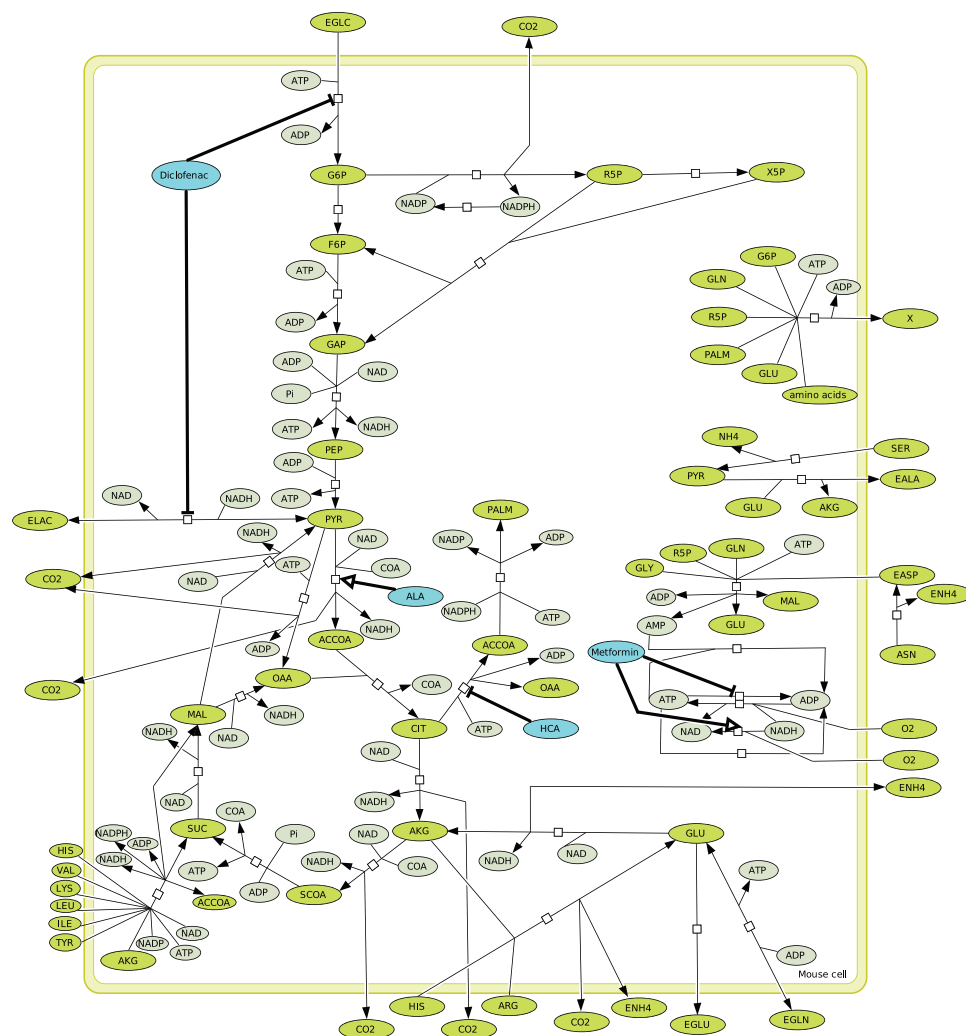 EGLC
CO2
ATP
ADP
Diclofenac
G6P
R5P
X5P
NADP
NADPH
F6P
G6P
ATP
ATP
GLN
ADP
ADP
R5P
X
GAP
PALM
ADP
NAD
GLU
Pi
amino acids
ATP
NADH
NH4
SER
PEP
ADP
PYR
EALA
NAD
NADH
ATP
GLU
AKG
ELAC
PYR
PALM
NADH
NAD
NADP
ADP
R5P
GLN
ATP
CO2
NAD
ATP
COA
GLY
EASP
ALA
ADP
MAL
ENH4
NADPH
ATP
AMP
GLU
ADP
NADH
ACCOA
ACCOA
Metformin
ASN
ADP
CO2
OAA
COA
OAA
ATP
ADP
MAL
NADH
CIT
ATP
HCA
NAD
NADH
O2
NADH
NAD
O2
NAD
NAD
NADH
ENH4
COA
SUC
Pi
NAD
AKG
GLU
NADPH
ADP
HIS
NADH
ATP
NADH
COA
NADH
NAD
VAL
ATP
LYS
ADP
SCOA
ACCOA
LEU
ILE
NAD
TYR
NADP
ATP
AKG
ADP
Mouse cell
HIS
ARG
ENH4
CO2
CO2
CO2
EGLU
EGLN